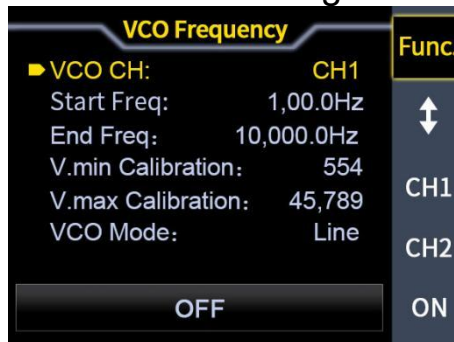 VCO Frequency
Func.
VCO CH: CH1
Start Freq: 1,00.0Hz
End Freq： 10,000.0Hz
V.min Calibration： 554
V.max Calibration： 45,789
VCO Mode： Line
CH1
CH2
OFF
ON